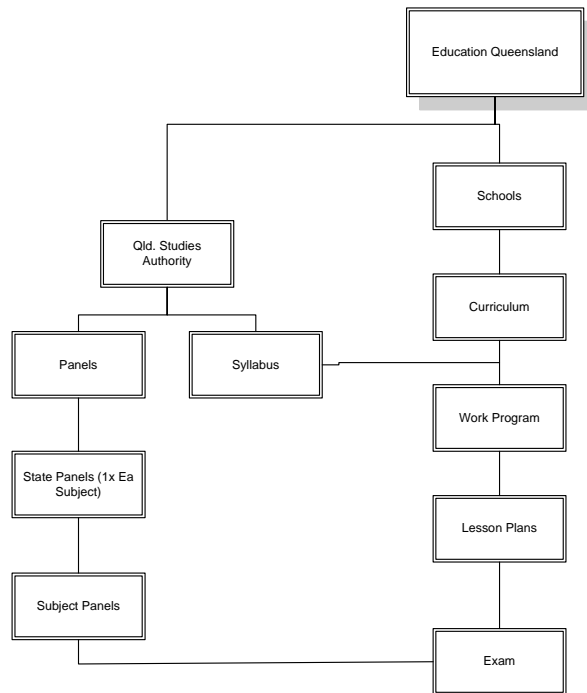 Education Queensland
Schools
Qld. Studies
Authority
Curriculum
Panels
Syllabus
Work Program
State Panels (1x Ea
Subject)
Lesson Plans
Subject Panels
Exam